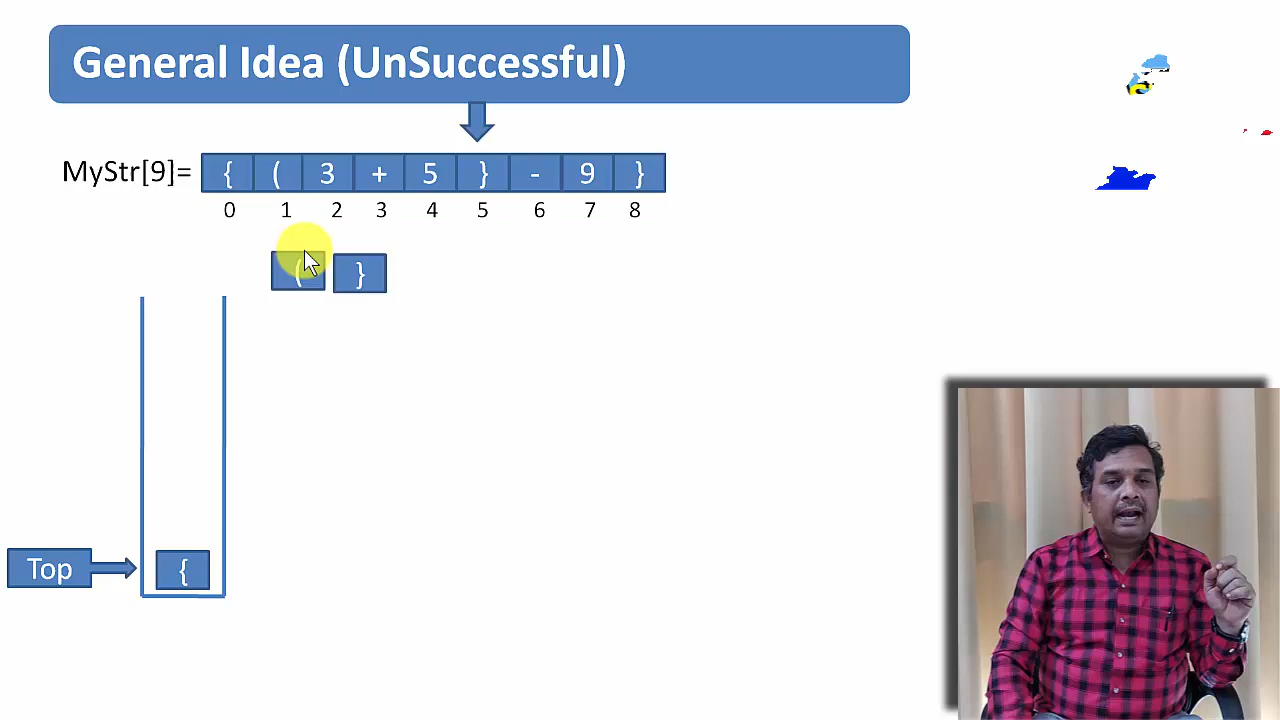 General Idea (UnSuccessful)
MyStr[9]= { ( 3 + 5 } - 9 }
0 1 2 3 4 5 6 7 8
( }
Top {